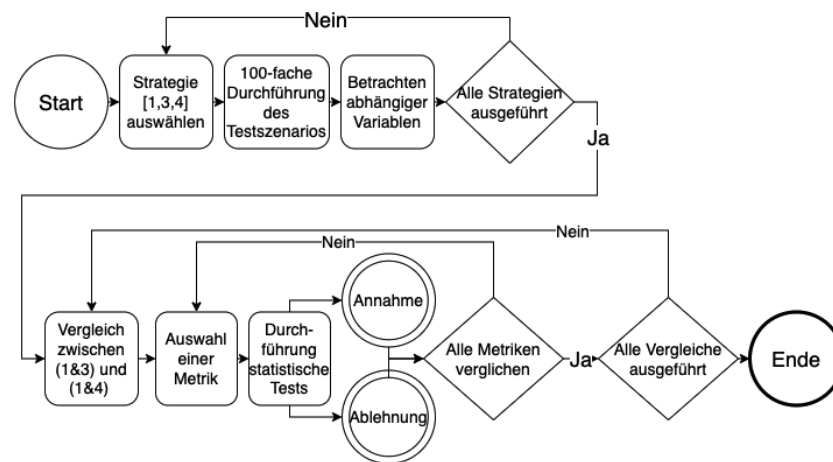 Nein
Start
Strategie
[1,3,4]
auswählen
100-fache
Durchführung
des
Testszenarios
Betrachten
abhängiger
Variablen
Alle Strategien
ausgeführt
Ja
Nein
Nein
Vergleich
zwischen
(1&3) und
(1&4)
Auswahl
einer
Metrik
Durch-
führung
statistische
Tests
Annahme
Ablehnung
Alle Metriken
verglichen
Ja
Alle Vergleiche
ausgeführt
Ende